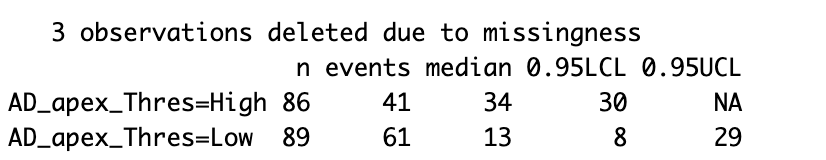 3 observations deleted due to missingness
n events median 0.95LCL 0.95UCL
AD_apex_Thres=High 86 41 34 30 NA
AD_apex_Thres=Low 89 61 13 8 29